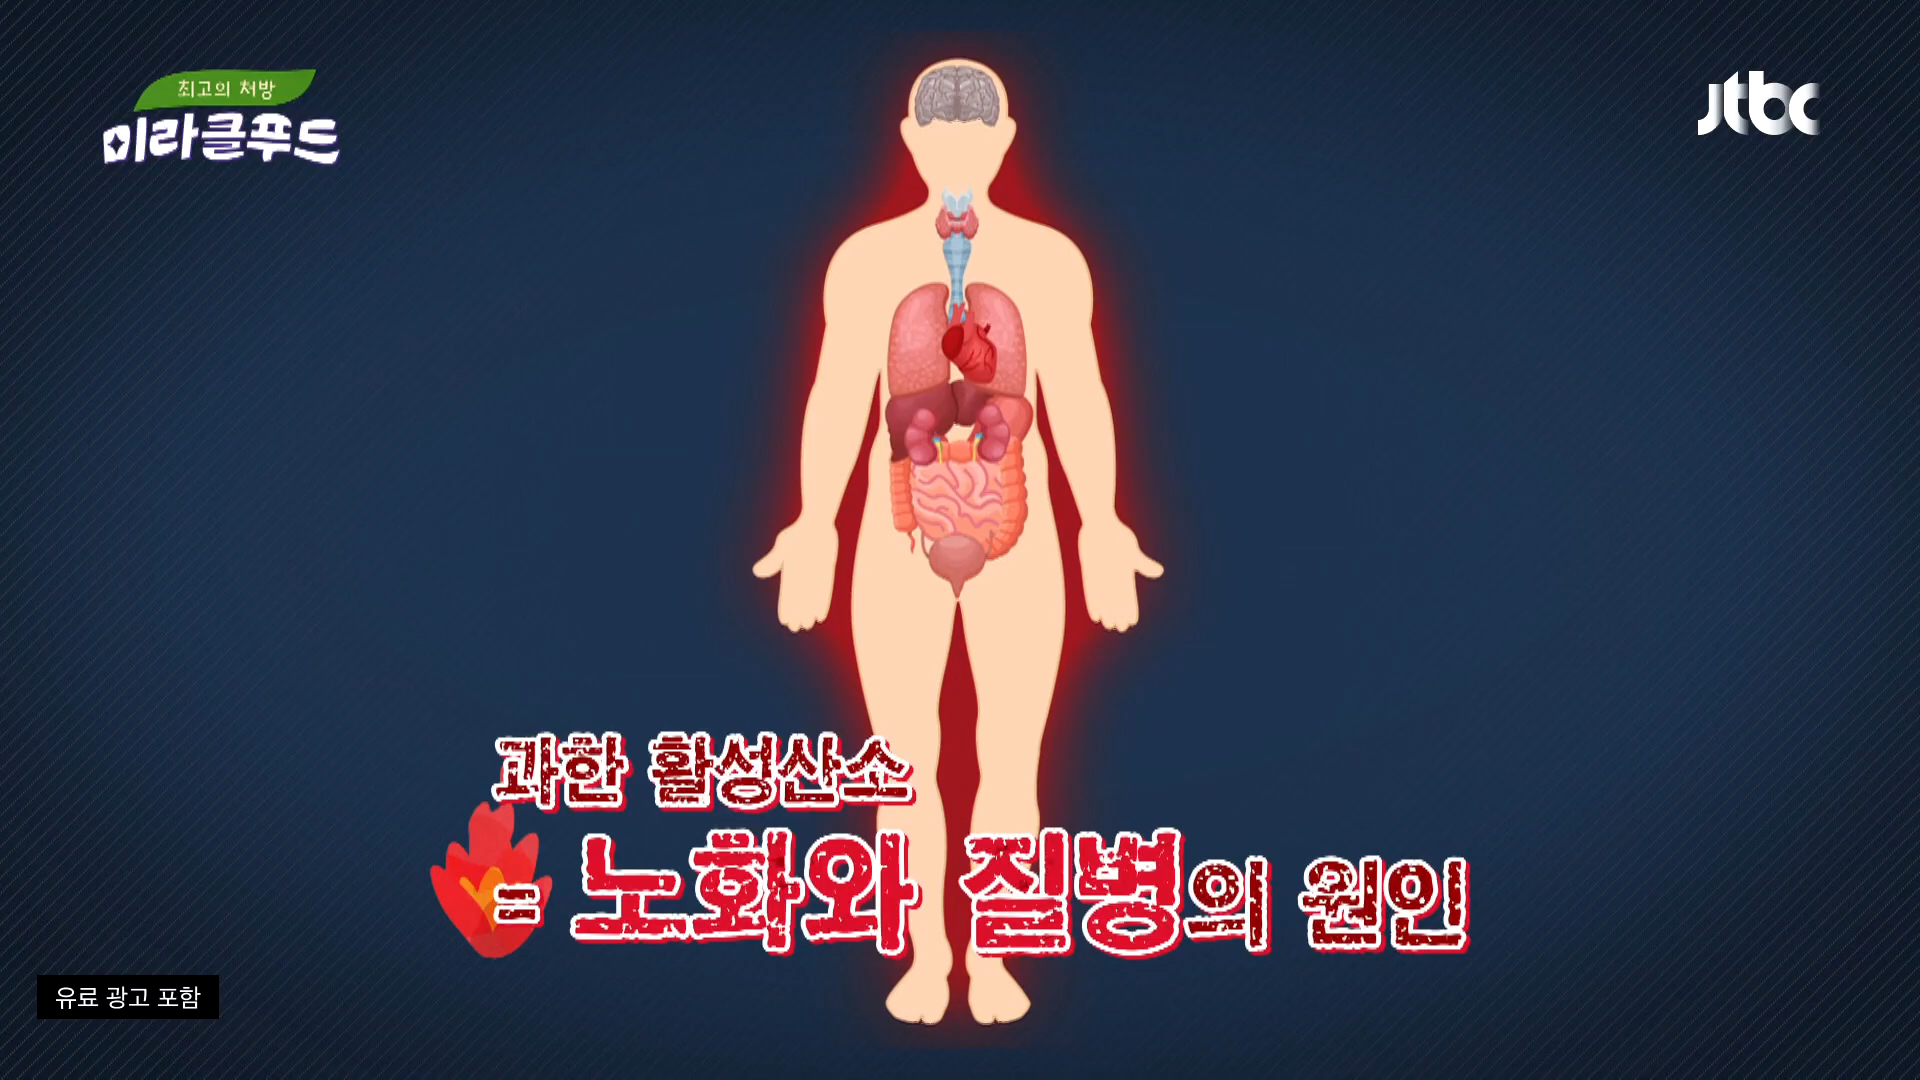 최고의 처방
미라클푸드
jtbc
과한 활성산소
= 노화와 질병의 원인
유료 광고 포함